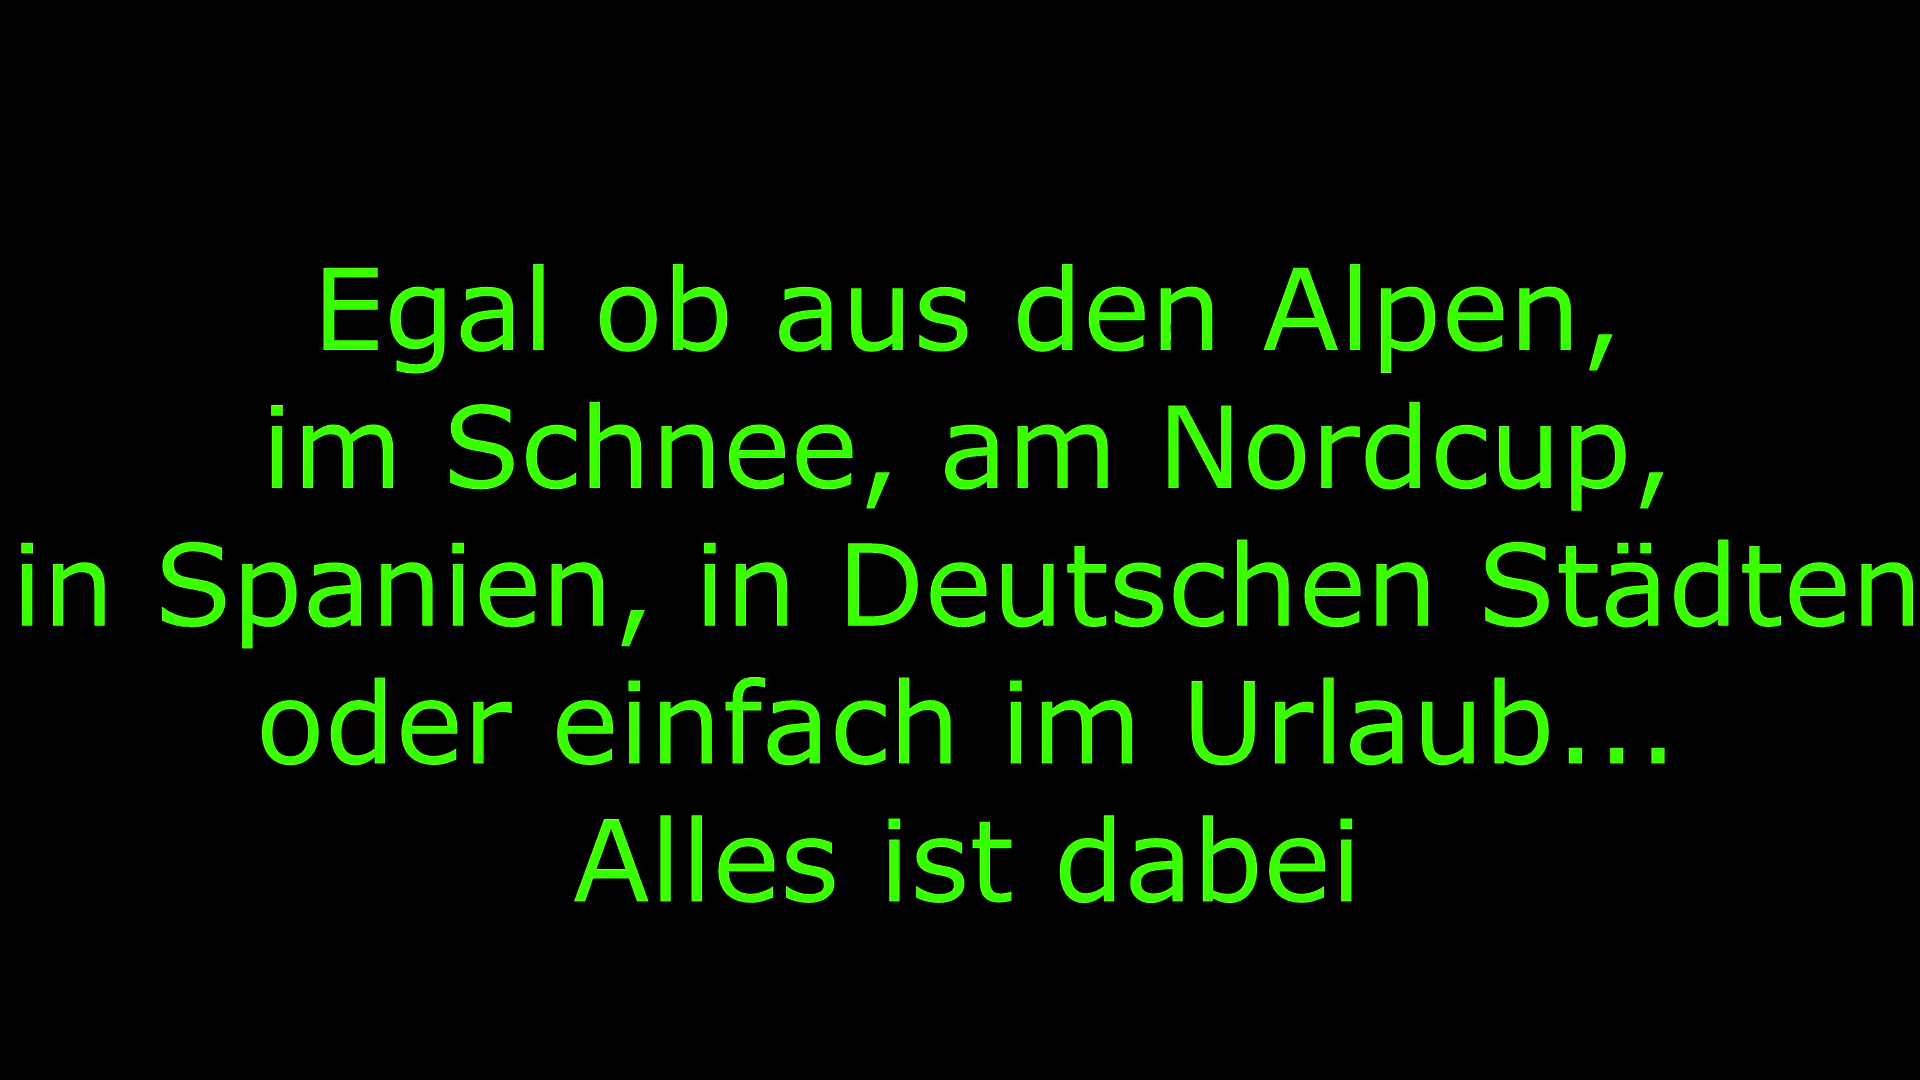 Egal ob aus den Alpen,
im Schnee, am Nordcup,
in Spanien, in Deutschen Städten
oder einfach im Urlaub...
Alles ist dabei